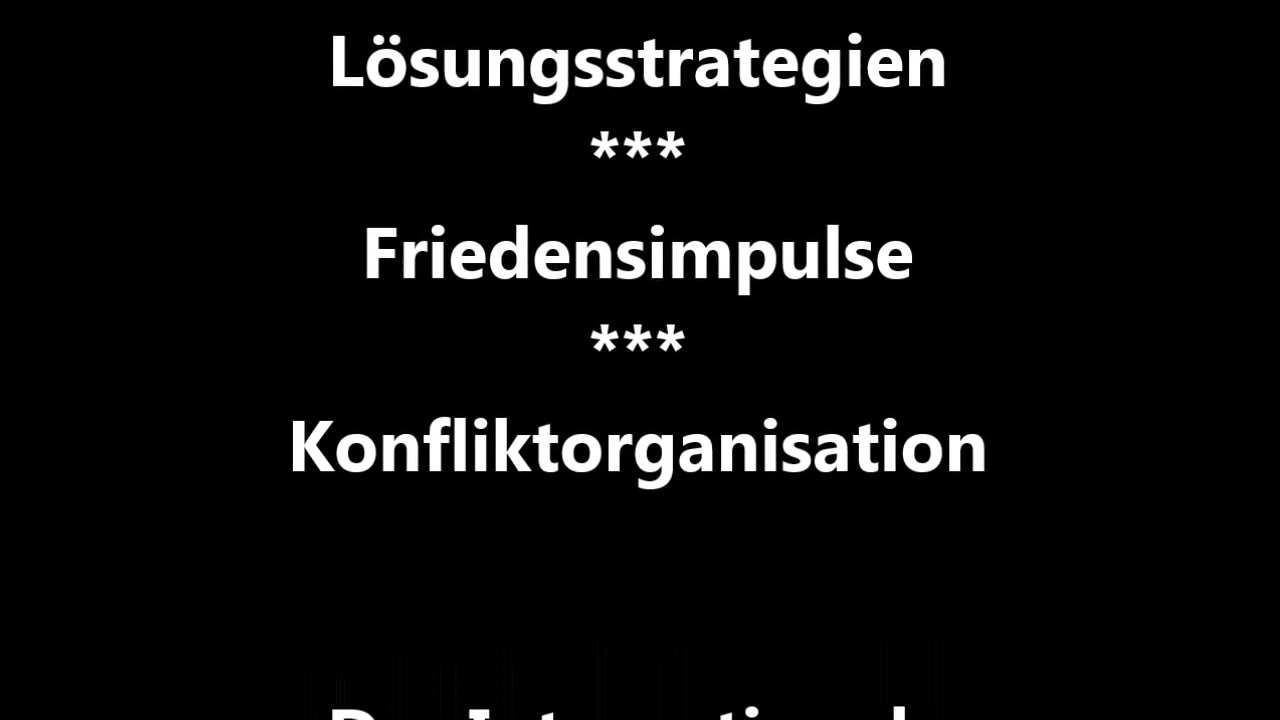 Lösungsstrategien
***
Friedensimpulse
***
Konfliktorganisation